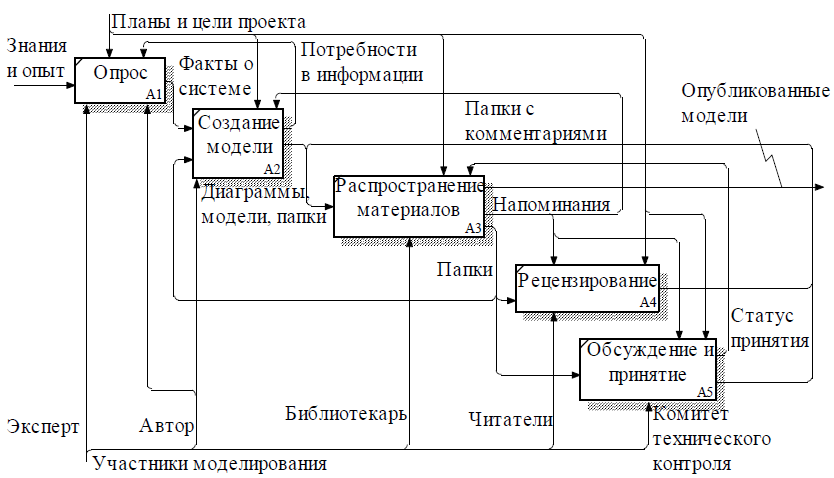 Планы и цели проекта
Знания
и опыт
Опрос
A1
Факты о
системе
Потребности
в информации
Создание
модели
A2
Папки с
комментариями
Опубликованные
модели
Диаграммы,
модели, папки
Распространение
материалов
A3
Напоминания
Папки
Рецензирование
A4
Статус
принятия
Обсуждение и
принятие
A5
Эксперт
Автор
Библиотекарь
Читатели
Комитет
технического
контроля
Участники моделирования